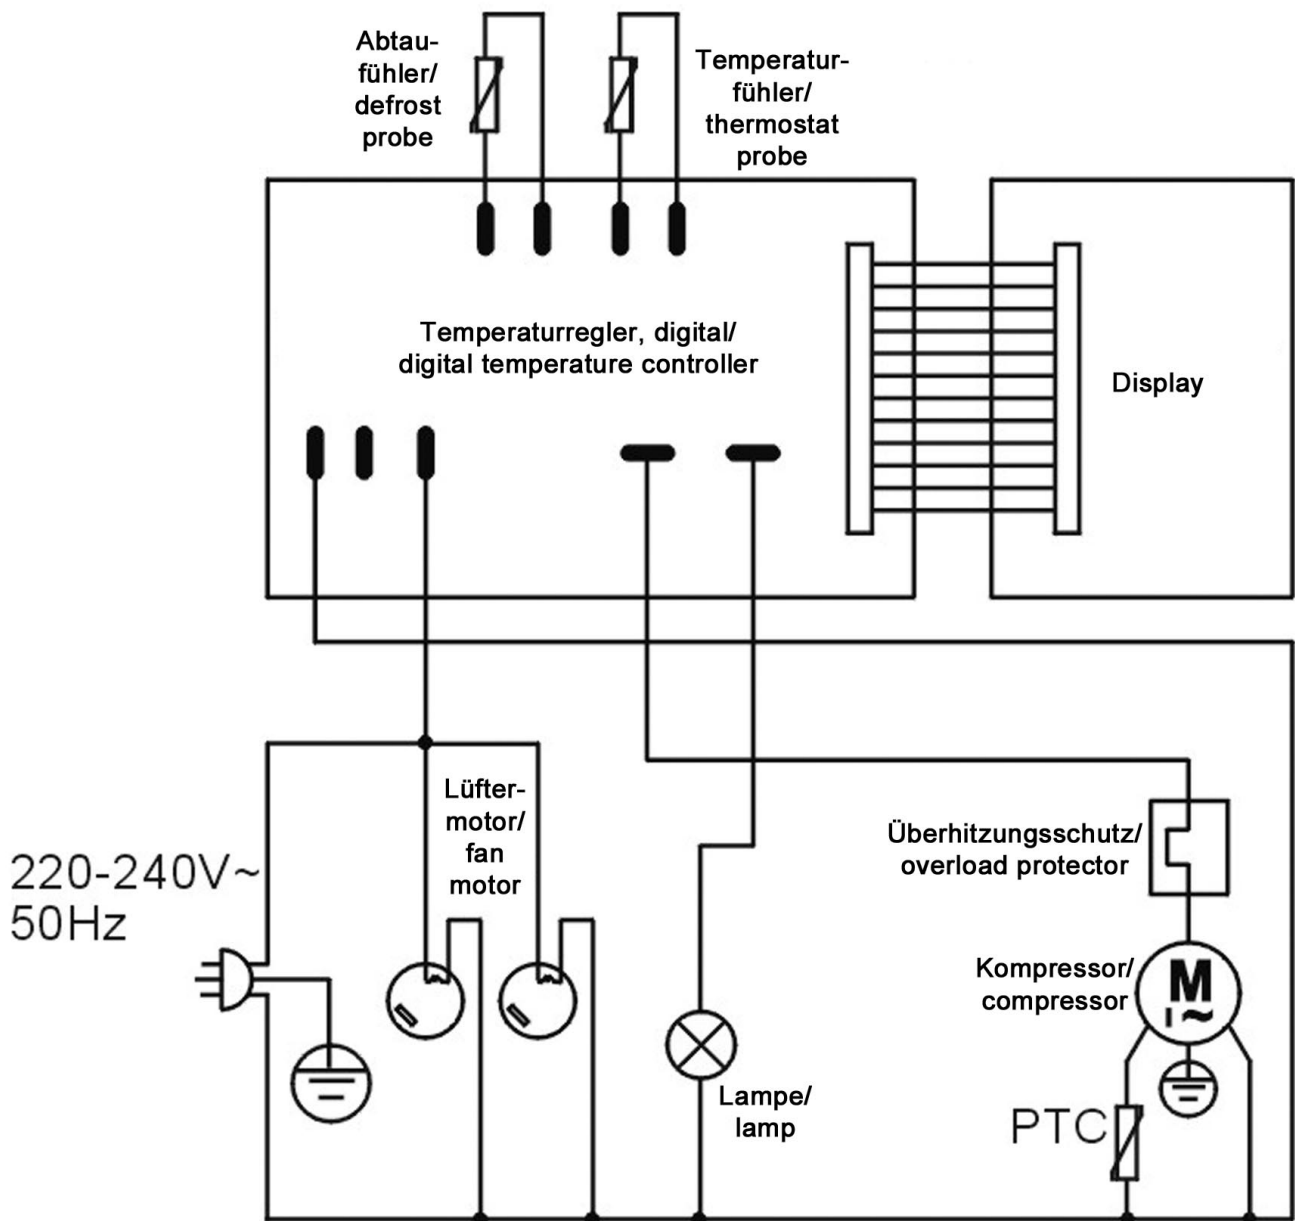 Abtau-
fühler/
defrost
probe
Temperatur-
fühler/
thermostat
probe
Temperaturregler, digital/
digital temperature controller
Display
Lüfter-
motor/
fan
motor
220-240V~
50Hz
Überhitzungsschutz/
overload protector
Kompressor/
compressor
M
I~
Lampe/
lamp
PTC